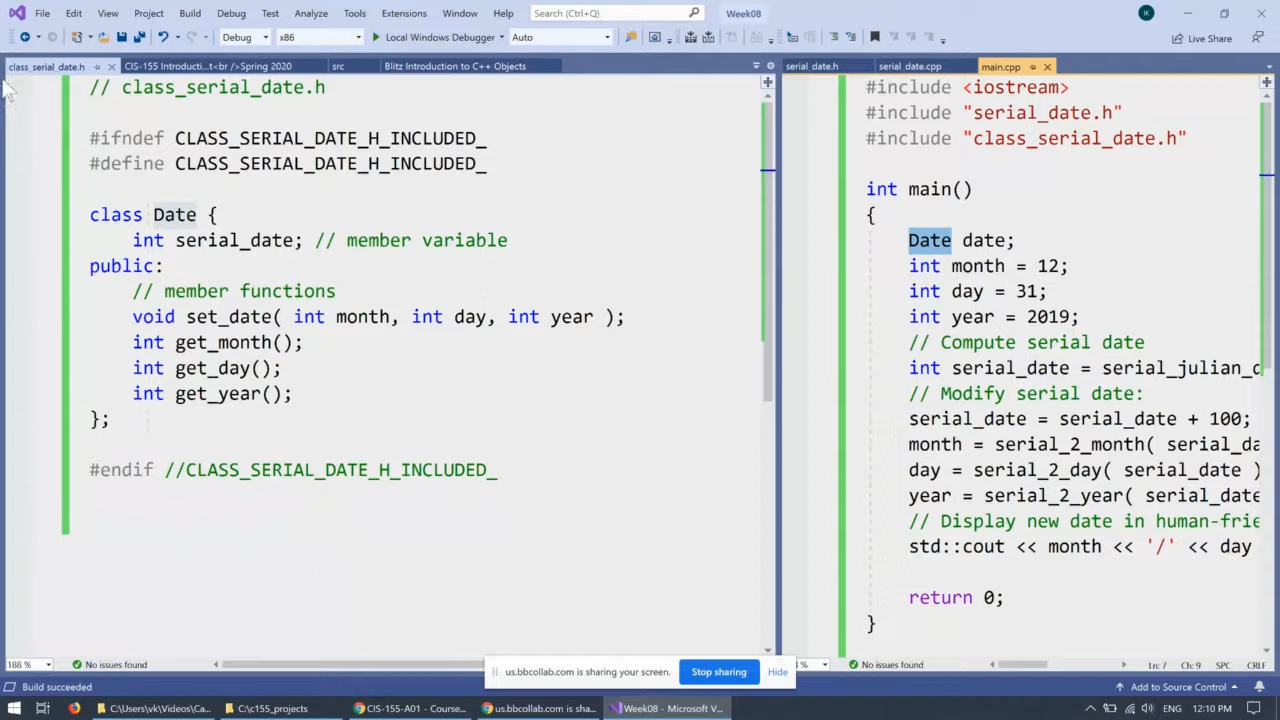 File Edit View Project Build Debug Test Analyze Tools Extensions Window Help Search (Ctrl+Q) Week08 IK
Debug x86 Local Windows Debugger Auto Live Share
class_serial_date.h CIS-155 Introducti...t<br />Spring 2020 src Blitz Introduction to C++ Objects
// class_serial_date.h
#ifndef CLASS_SERIAL_DATE_H_INCLUDED_
#define CLASS_SERIAL_DATE_H_INCLUDED_
class Date {
int serial_date; // member variable
public:
// member functions
void set_date( int month, int day, int year );
int get_month();
int get_day();
int get_year();
};
#endif //CLASS_SERIAL_DATE_H_INCLUDED_
188 % No issues found
serial_date.h serial_date.cpp main.cpp
#include <iostream>
#include "serial_date.h"
#include "class_serial_date.h"
int main()
{
Date date;
int month = 12;
int day = 31;
int year = 2019;
// Compute serial date
int serial_date = serial_julian_d
// Modify serial date:
serial_date = serial_date + 100;
month = serial_2_month( serial_da
day = serial_2_day( serial_date )
year = serial_2_year( serial_date
// Display new date in human-frie
std::cout << month << '/' << day
return 0;
}
% No issues found Ln: 7 Ch: 9 SPC CRLF
us.bbcollab.com is sharing your screen. Stop sharing Hide
Build succeeded Add to Source Control
C:\Users\vk\Videos\Ca... C:\c155_projects CIS-155-A01 - Course... us.bbcollab.com is sha... Week08 - Microsoft V... ENG 12:10 PM